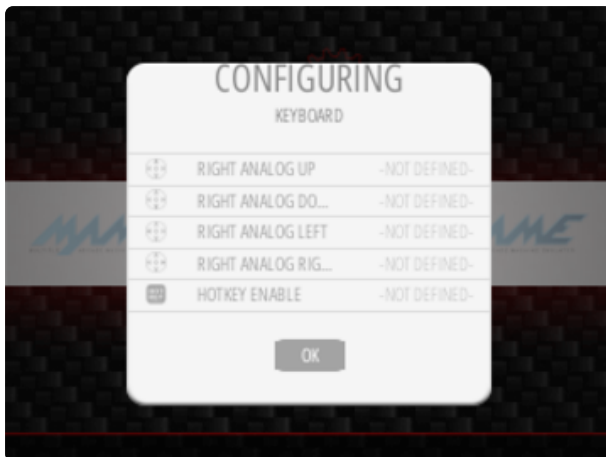 CONFIGURING
KEYBOARD
RIGHT ANALOG UP -NOT DEFINED-
RIGHT ANALOG DO... -NOT DEFINED-
RIGHT ANALOG LEFT -NOT DEFINED-
RIGHT ANALOG RIG... -NOT DEFINED-
HOTKEY ENABLE -NOT DEFINED-
OK